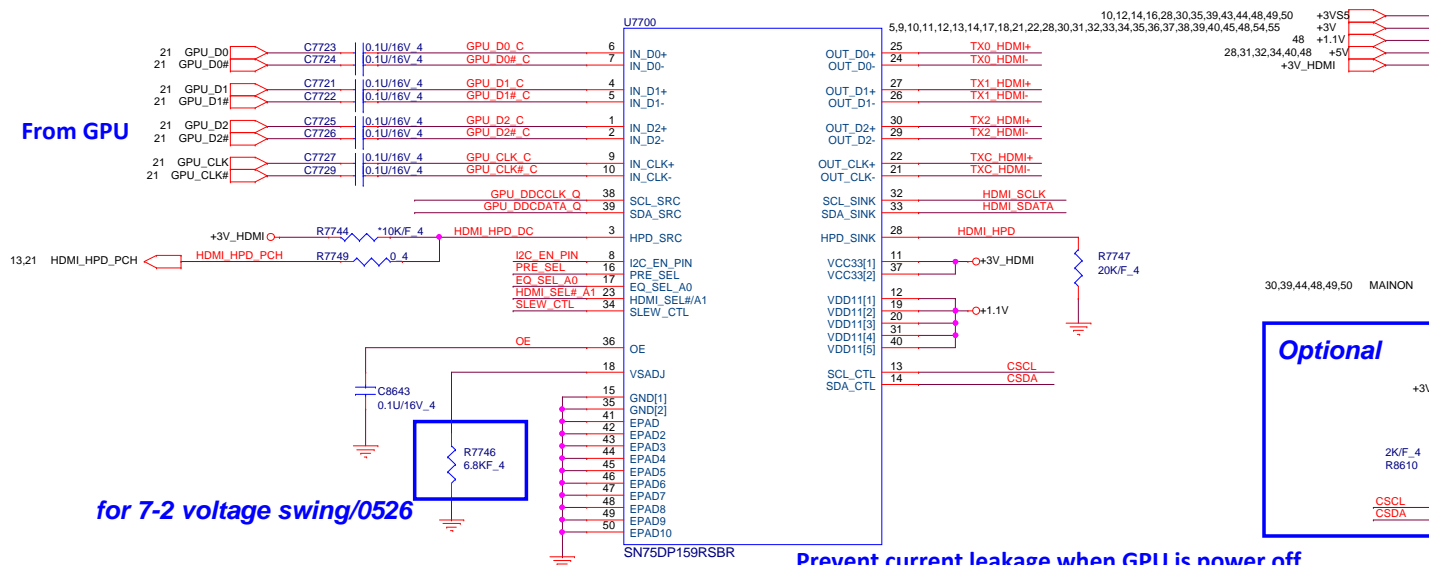 U7700
10,12,14,16,28,30,35,39,43,44,48,49,50 +3VS5
5,9,10,11,12,13,14,17,18,21,22,28,30,31,32,33,34,35,36,37,38,39,40,45,48,54,55 +3V
48 +1.1V
28,31,32,34,40,48 +5V
+3V_HDMI
21 GPU_D0 C7723 0.1U/16V_4 GPU_D0_C 6 IN_D0+ OUT_D0+ 25 TX0_HDMI+
21 GPU_D0# C7724 0.1U/16V_4 GPU_D0#_C 7 IN_D0- OUT_D0- 24 TX0_HDMI-
21 GPU_D1 C7721 0.1U/16V_4 GPU_D1_C 4 IN_D1+ OUT_D1+ 27 TX1_HDMI+
21 GPU_D1# C7722 0.1U/16V_4 GPU_D1#_C 5 IN_D1- OUT_D1- 26 TX1_HDMI-
From GPU
21 GPU_D2 C7725 0.1U/16V_4 GPU_D2_C 1 IN_D2+ OUT_D2+ 30 TX2_HDMI+
21 GPU_D2# C7726 0.1U/16V_4 GPU_D2#_C 2 IN_D2- OUT_D2- 29 TX2_HDMI-
21 GPU_CLK C7727 0.1U/16V_4 GPU_CLK_C 9 IN_CLK+ OUT_CLK+ 22 TXC_HDMI+
21 GPU_CLK# C7729 0.1U/16V_4 GPU_CLK#_C 10 IN_CLK- OUT_CLK- 21 TXC_HDMI-
GPU_DDCCLK_Q 38 SCL_SRC SCL_SINK 32 HDMI_SCLK
GPU_DDCDATA_Q 39 SDA_SRC SDA_SINK 33 HDMI_SDATA
+3V_HDMI R7744 *10K/F_4 HDMI_HPD_DC 3 HPD_SRC HPD_SINK 28 HDMI_HPD
13,21 HDMI_HPD_PCH HDMI_HPD_PCH R7749 0_4
R7747
20K/F_4
I2C_EN_PIN 8 I2C_EN_PIN VCC33[1] 11 +3V_HDMI
PRE_SEL 16 PRE_SEL VCC33[2] 37
EQ_SEL_A0 17 EQ_SEL_A0
HDMI_SEL#_A1 23 HDMI_SEL#/A1 VDD11[1] 12
SLEW_CTL 34 SLEW_CTL VDD11[2] 19 +1.1V
VDD11[3] 20
VDD11[4] 31
OE 36 OE VDD11[5] 40
30,39,44,48,49,50 MAINON
Optional
18 VSADJ SCL_CTL 13 CSCL
SDA_CTL 14 CSDA
C8643
0.1U/16V_4
15 GND[1]
35 GND[2]
41 EPAD
42 EPAD2
43 EPAD3
44 EPAD4
45 EPAD5
46 EPAD6
47 EPAD7
48 EPAD8
49 EPAD9
50 EPAD10
R7746
6.8KF_4
+3V
2K/F_4
R8610
CSCL
CSDA
for 7-2 voltage swing/0526
SN75DP159RSBR
Prevent current leakage when GPU is power off